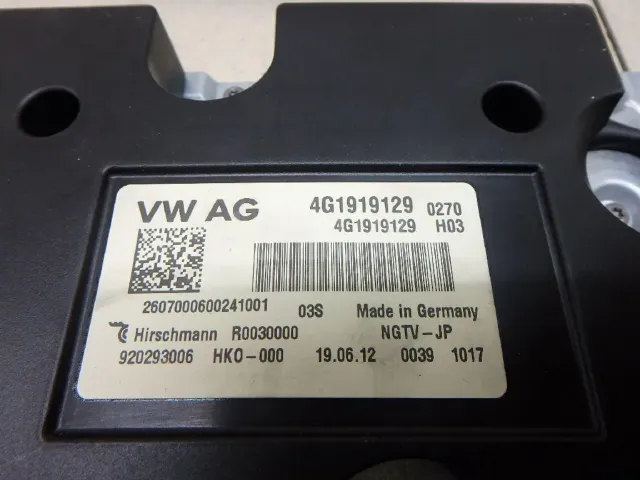 VW AG 4G1919129 0270
4G1919129 H03
2607000600241001 03S Made in Germany
Hirschmann R0030000 NGTV-JP
920293006 HKO-000 19.06.12 0039 1017